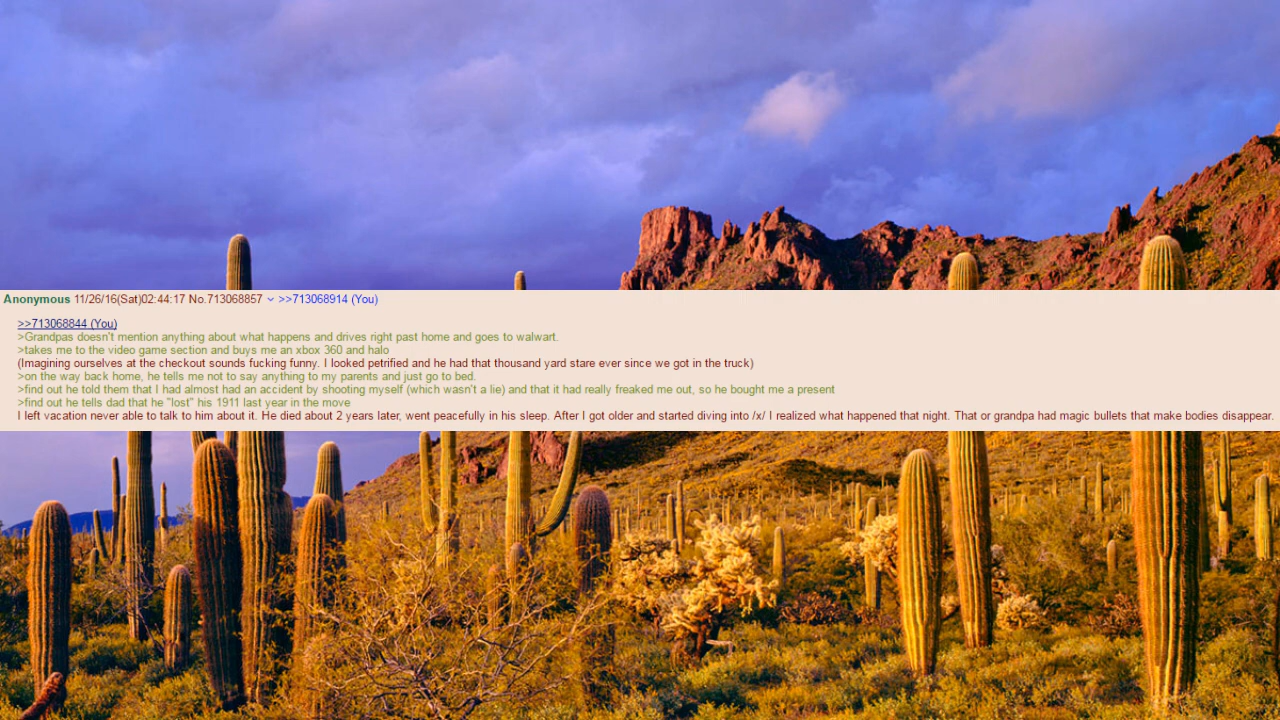 Anonymous 11/26/16(Sat)02:44:17 No.713068857 >>713068914 (You)
>>713068844 (You)
>Grandpas doesn't mention anything about what happens and drives right past home and goes to walwart.
>takes me to the video game section and buys me an xbox 360 and halo
(Imagining ourselves at the checkout sounds fucking funny. I looked petrified and he had that thousand yard stare ever since we got in the truck)
>on the way back home, he tells me not to say anything to my parents and just go to bed.
>find out he told them that I had almost had an accident by shooting myself (which wasn't a lie) and that it had really freaked me out, so he bought me a present
>find out he tells dad that he "lost" his 1911 last year in the move
I left vacation never able to talk to him about it. He died about 2 years later, went peacefully in his sleep. After I got older and started diving into /x/ I realized what happened that night. That or grandpa had magic bullets that make bodies disappear.